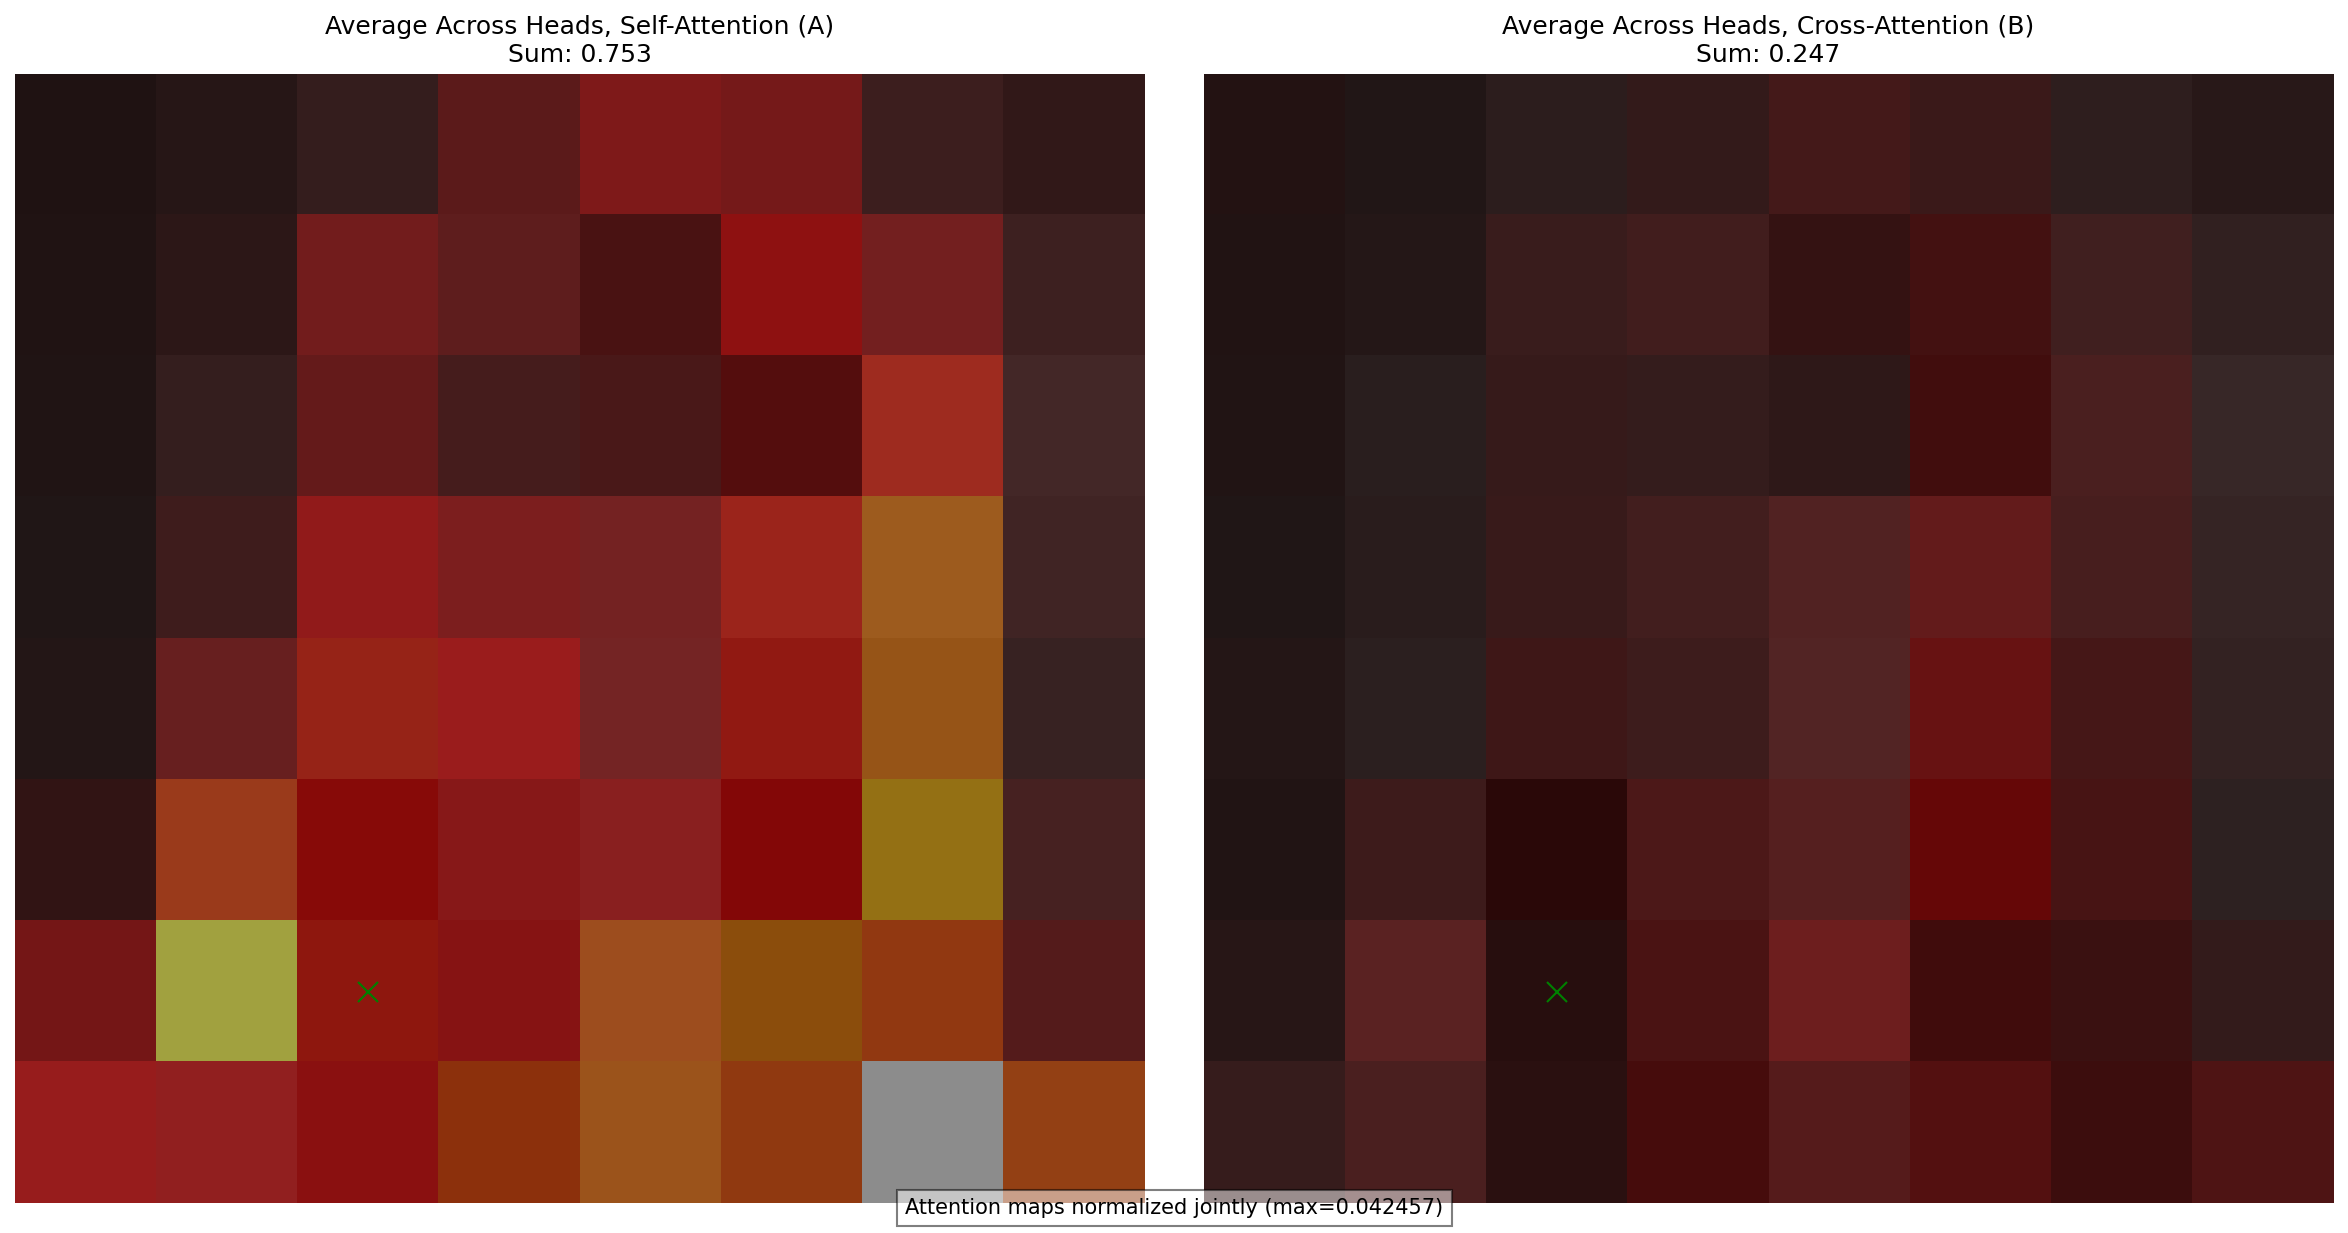 Average Across Heads, Self-Attention (A)
Sum: 0.753
Average Across Heads, Cross-Attention (B)
Sum: 0.247
Attention maps normalized jointly (max=0.042457)